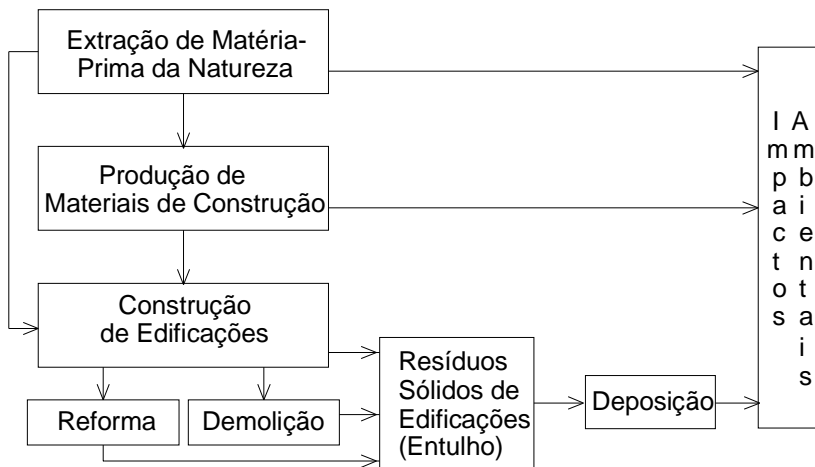 Extração de Matéria-
Prima da Natureza
Produção de
Materiais de Construção
Construção
de Edificações
Reforma
Demolição
Resíduos
Sólidos de
Edificações
(Entulho)
Deposição
Impactos
Ambientais